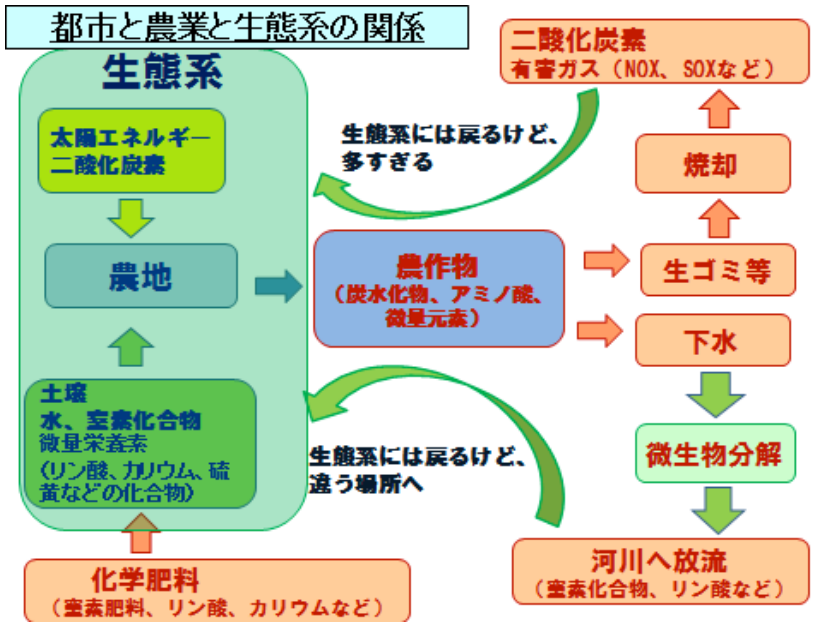 都市と農業と生態系の関係
生態系
太陽エネルギー
二酸化炭素
農地
土壌
水、窒素化合物
微量栄養素
（リン酸、カリウム、硫
黄などの化合物）
化学肥料
（窒素肥料、リン酸、カリウムなど）
農作物
（炭水化物、アミノ酸、
微量元素）
生態系には戻るけど、
多すぎる
生態系には戻るけど、
違う場所へ
二酸化炭素
有害ガス（NOX、SOXなど）
焼却
生ゴミ等
下水
微生物分解
河川へ放流
（窒素化合物、リン酸など）